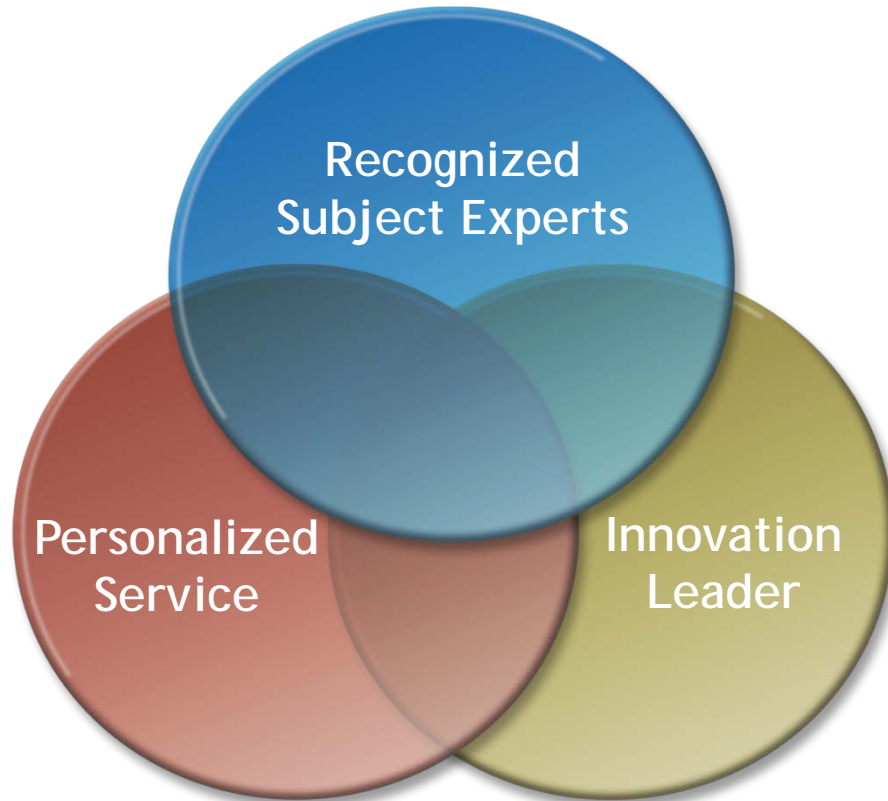 Recognized
Subject Experts
Personalized
Service
Innovation
Leader